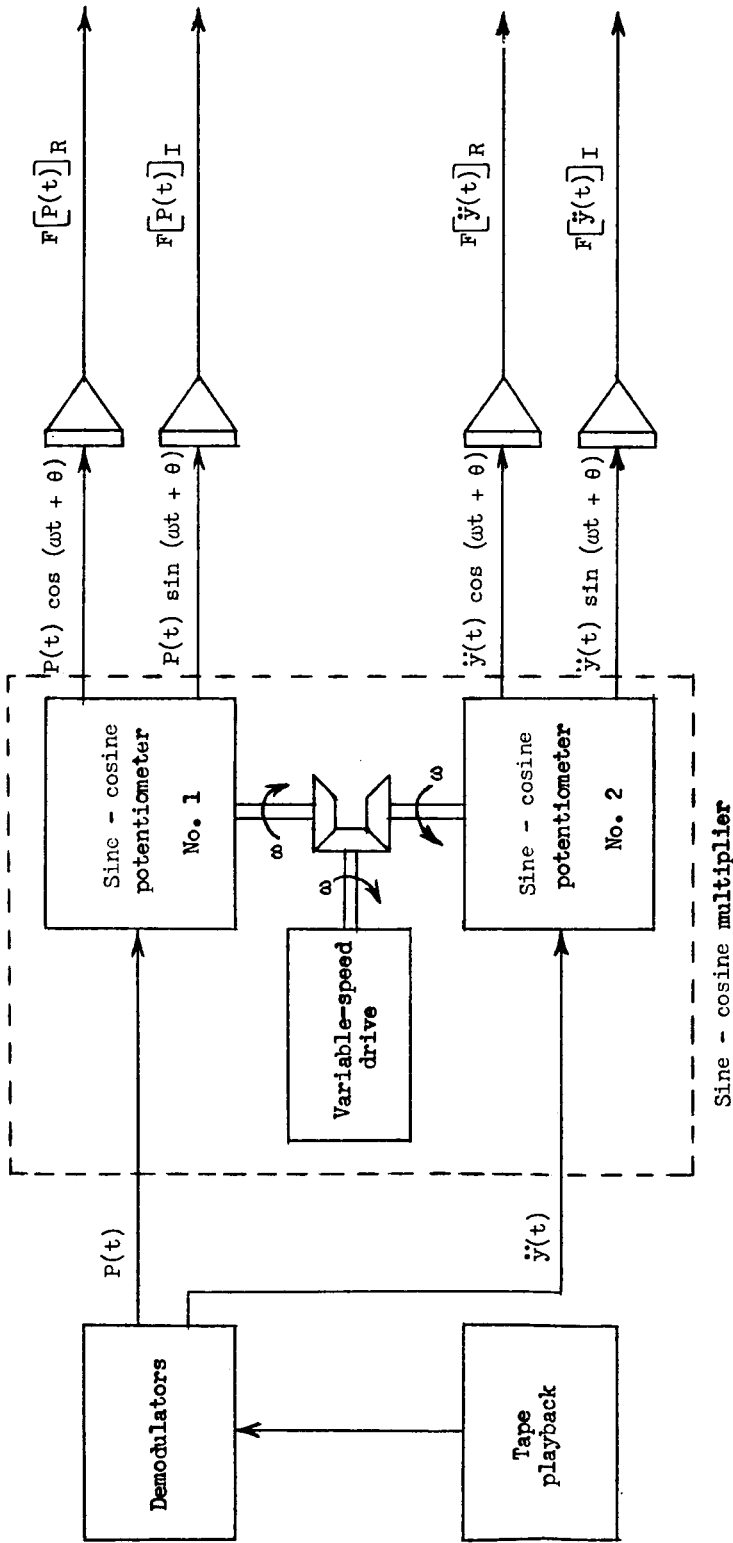 Demodulators
Tape
playback
P(t)
ÿ(t)
Sine - cosine
potentiometer
No. 1
Variable-speed
drive
ω
ω
ω
Sine - cosine
potentiometer
No. 2
Sine - cosine multiplier
P(t) cos (ωt + θ)
P(t) sin (ωt + θ)
ÿ(t) cos (ωt + θ)
ÿ(t) sin (ωt + θ)
F[P(t)]R
F[P(t)]I
F[ÿ(t)]R
F[ÿ(t)]I